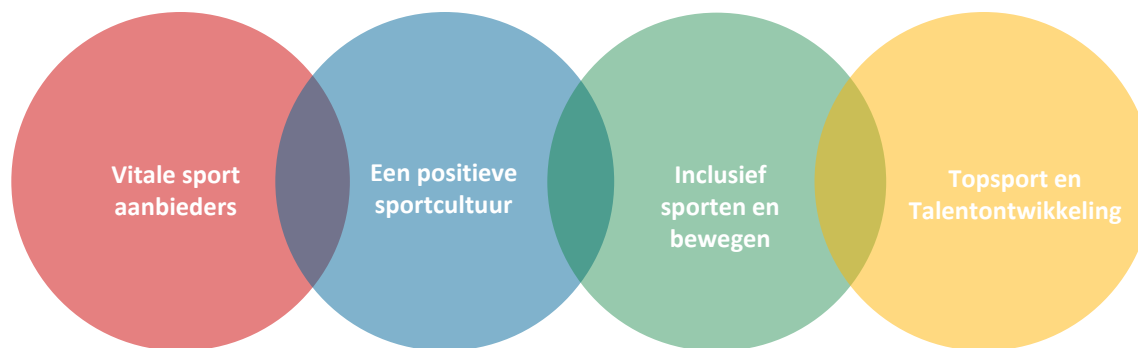 Vitale sport
aanbieders
Een positieve
sportcultuur
Inclusief
sporten en
bewegen
Topsport en
Talentontwikkeling